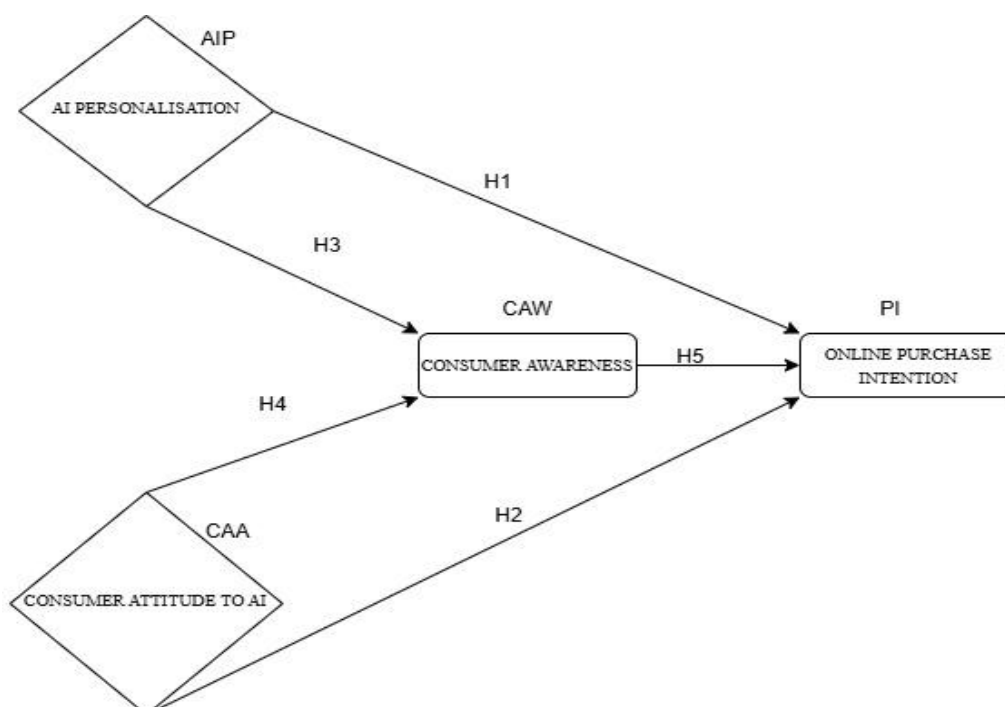 AIP
AI PERSONALISATION
H1
H3
CAW
PI
CONSUMER AWARENESS
H5
ONLINE PURCHASE
INTENTION
H4
H2
CAA
CONSUMER ATTITUDE TO AI